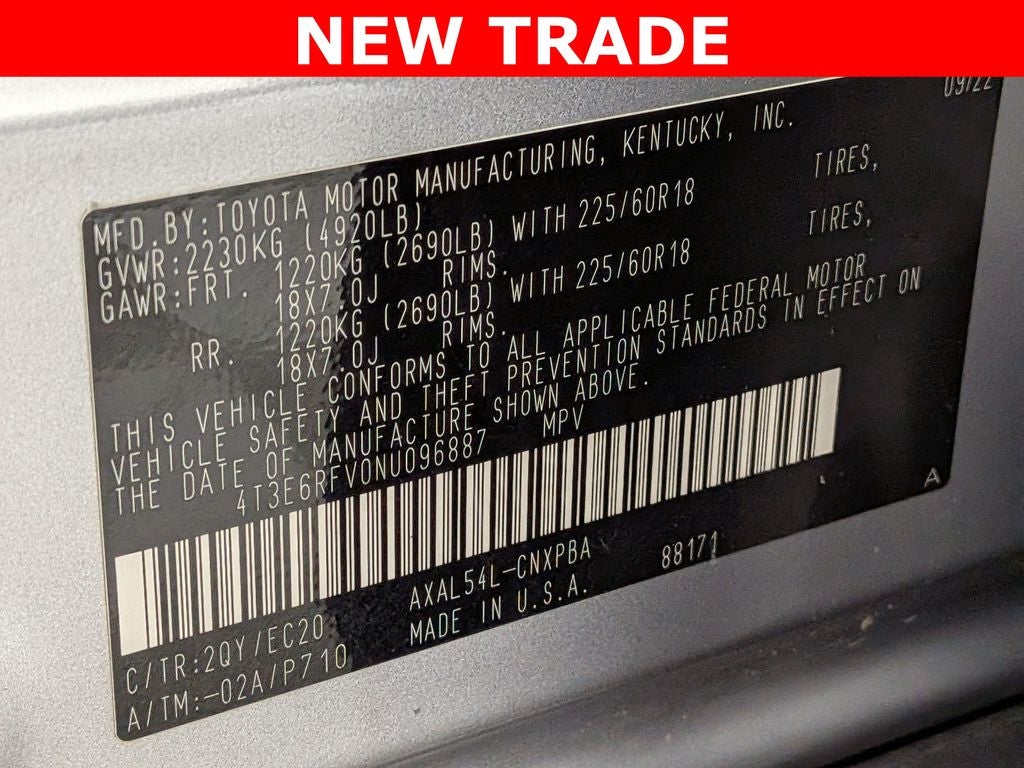 NEW TRADE
09/22
MFD.BY:TOYOTA MOTOR MANUFACTURING, KENTUCKY, INC.
GVWR:2230KG (4920LB)
GAWR:FRT. 1220KG (2690LB) WITH 225/60R18 TIRES,
18X7.0J RIMS.
RR. 1220KG (2690LB) WITH 225/60R18 TIRES,
18X7.0J RIMS.
THIS VEHICLE CONFORMS TO ALL APPLICABLE FEDERAL MOTOR
VEHICLE SAFETY AND THEFT PREVENTION STANDARDS IN EFFECT ON
THE DATE OF MANUFACTURE SHOWN ABOVE.
4T3E6RFV0NU096887 MPV
A
C/TR:2QY/EC20 AXAL54L-CNXPBA 88171
A/TM:-02A/P710 MADE IN U.S.A.